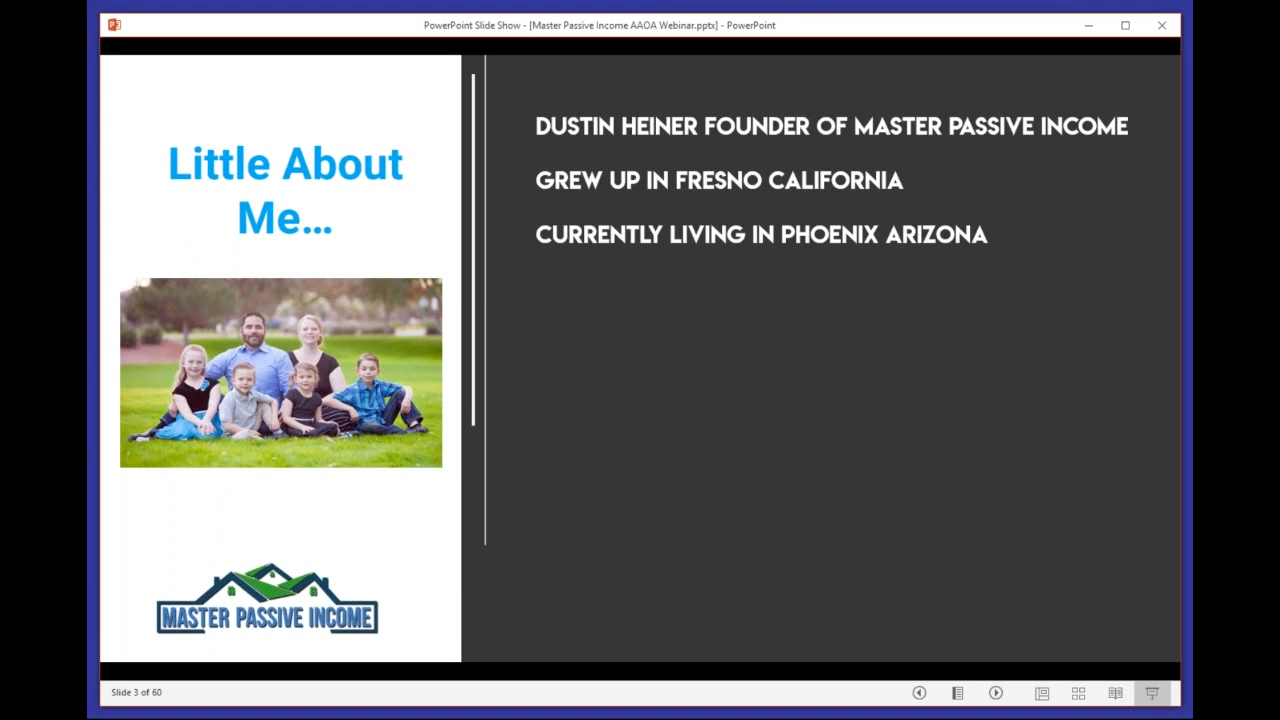 PowerPoint Slide Show - [Master Passive Income AAOA Webinar.pptx] - PowerPoint
Little About
Me...
DUSTIN HEINER FOUNDER OF MASTER PASSIVE INCOME
GREW UP IN FRESNO CALIFORNIA
CURRENTLY LIVING IN PHOENIX ARIZONA
MASTER PASSIVE INCOME
Slide 3 of 60